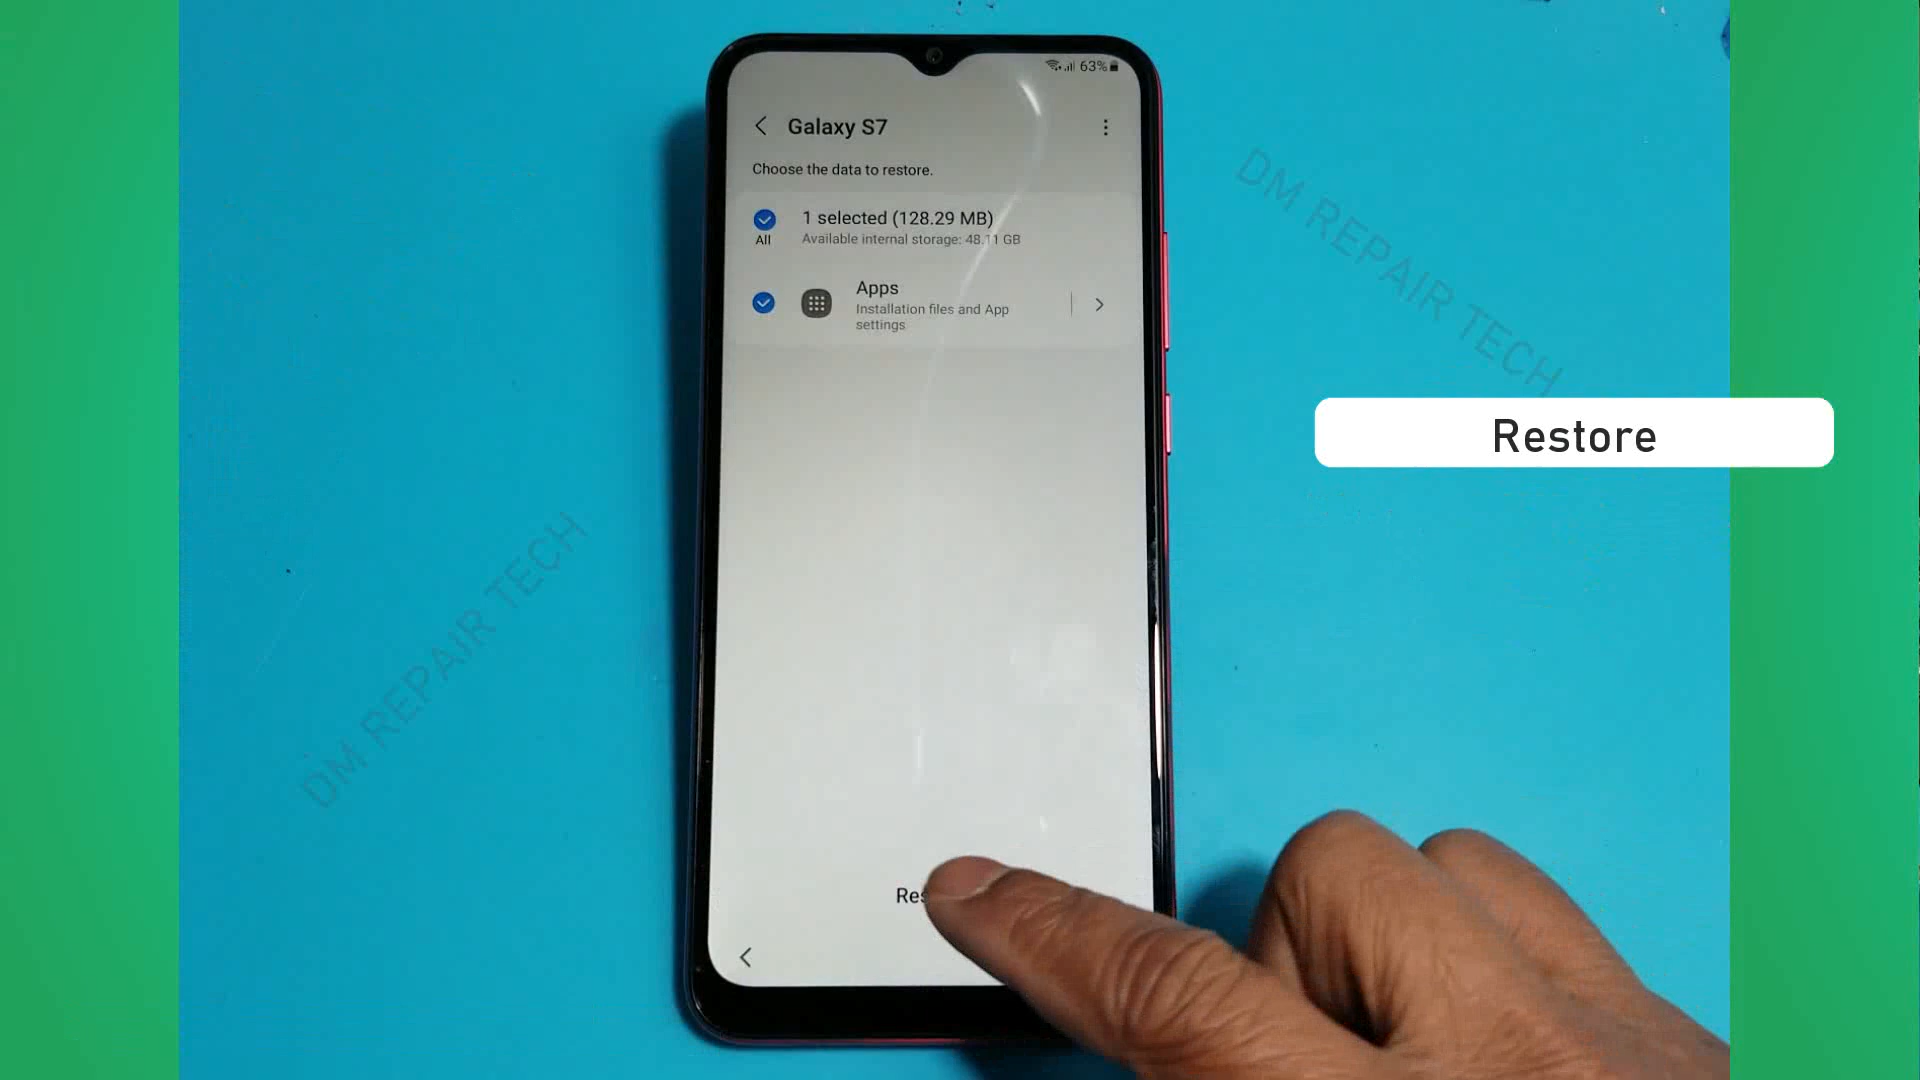 63%
Galaxy S7
Choose the data to restore.
1 selected (128.29 MB)
All
Available internal storage: 48.11 GB
Apps
Installation files and App
settings
Res
Restore
DM REPAIR TECH
DM REPAIR TECH